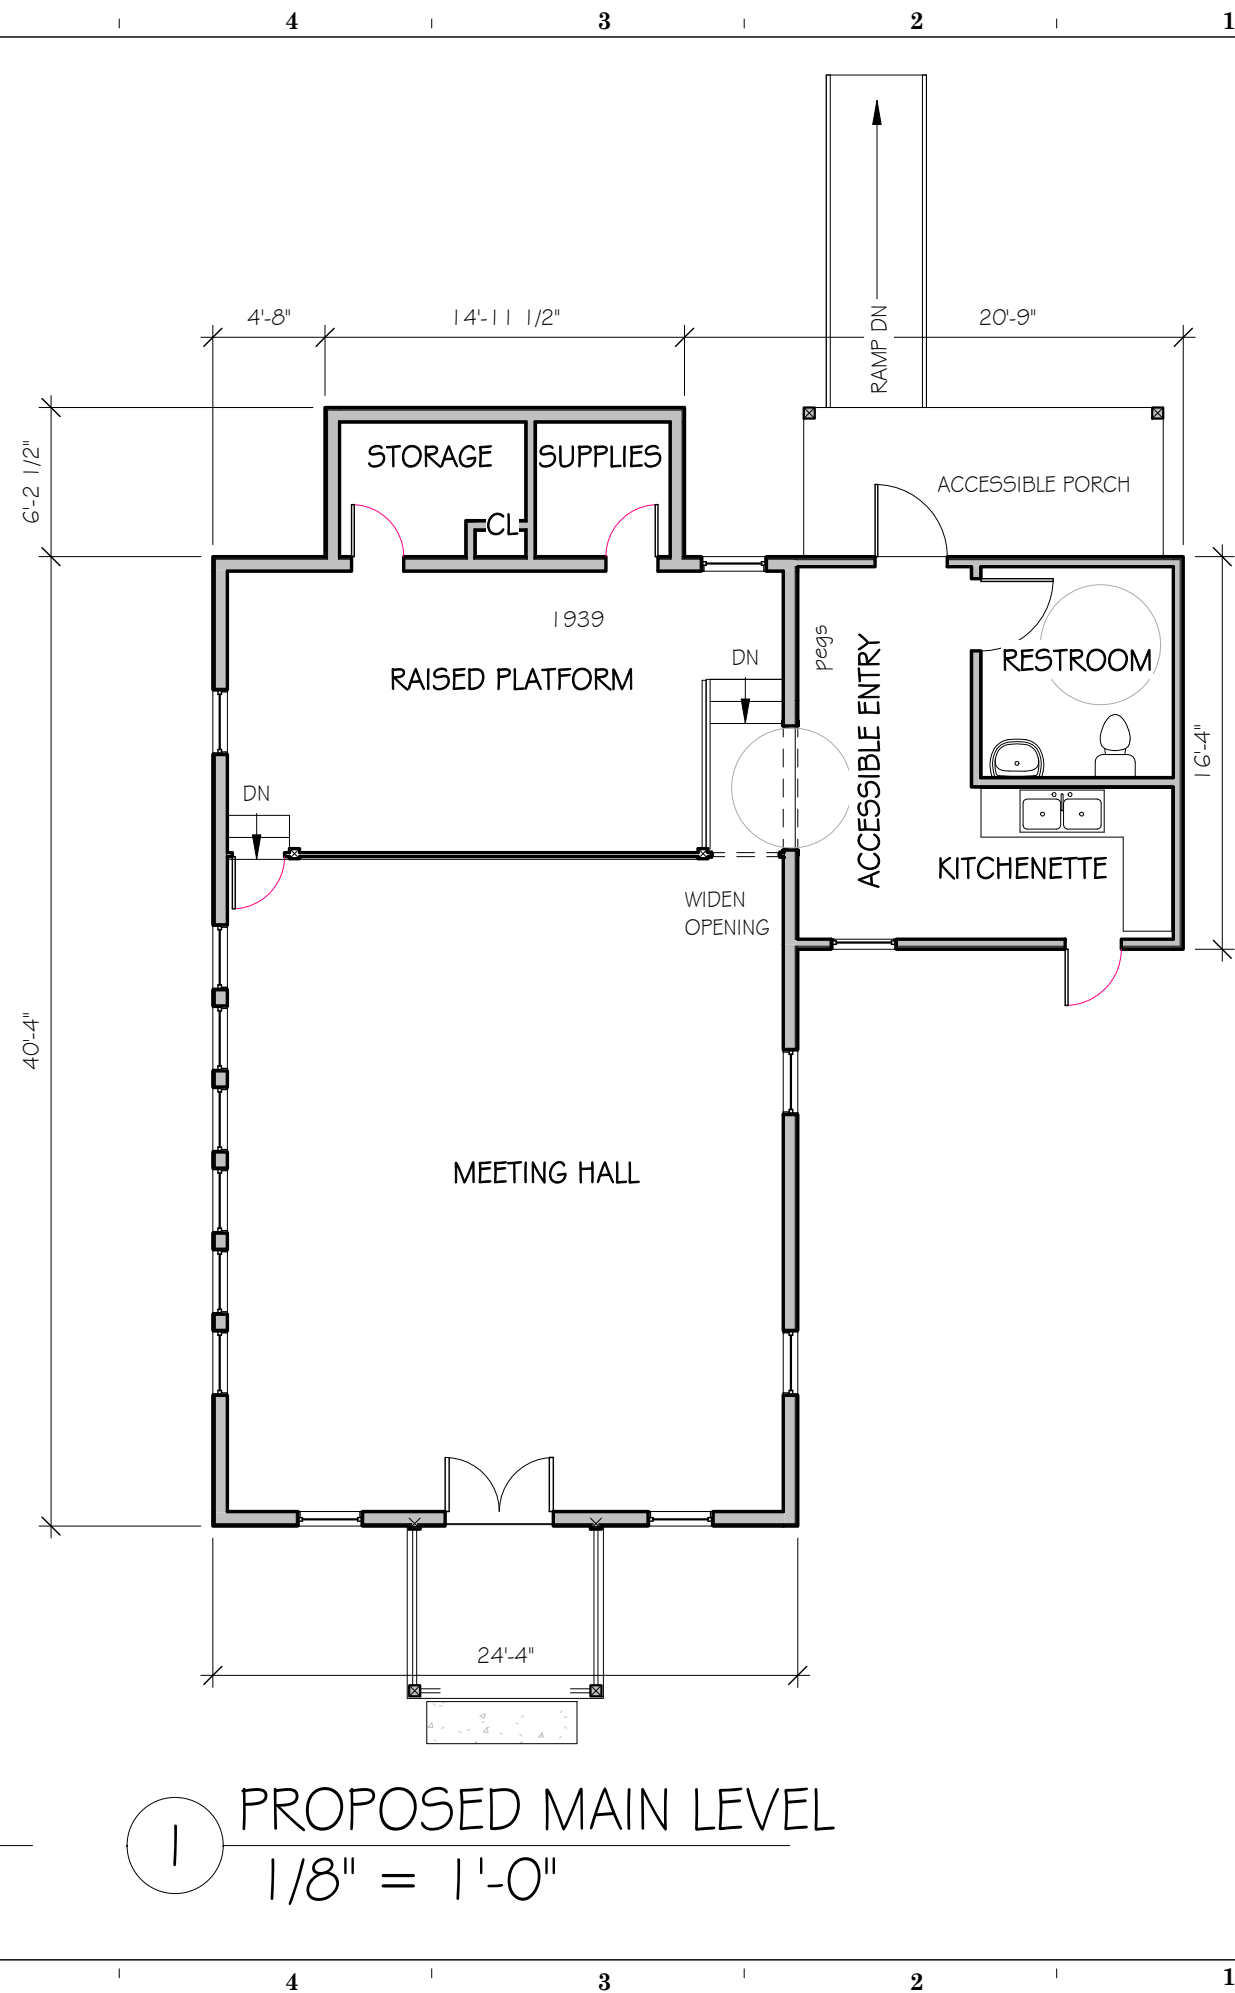 4 3 2 1
4'-8" 14'-11 1/2" 20'-9"
RAMP DN
6'-2 1/2"
STORAGE SUPPLIES
CL
ACCESSIBLE PORCH
1939
RAISED PLATFORM
DN
pegs
ACCESSIBLE ENTRY
RESTROOM
16'-4"
DN
KITCHENETTE
WIDEN
OPENING
40'-4"
MEETING HALL
24'-4"
1 PROPOSED MAIN LEVEL
1/8" = 1'-0"
4 3 2 1